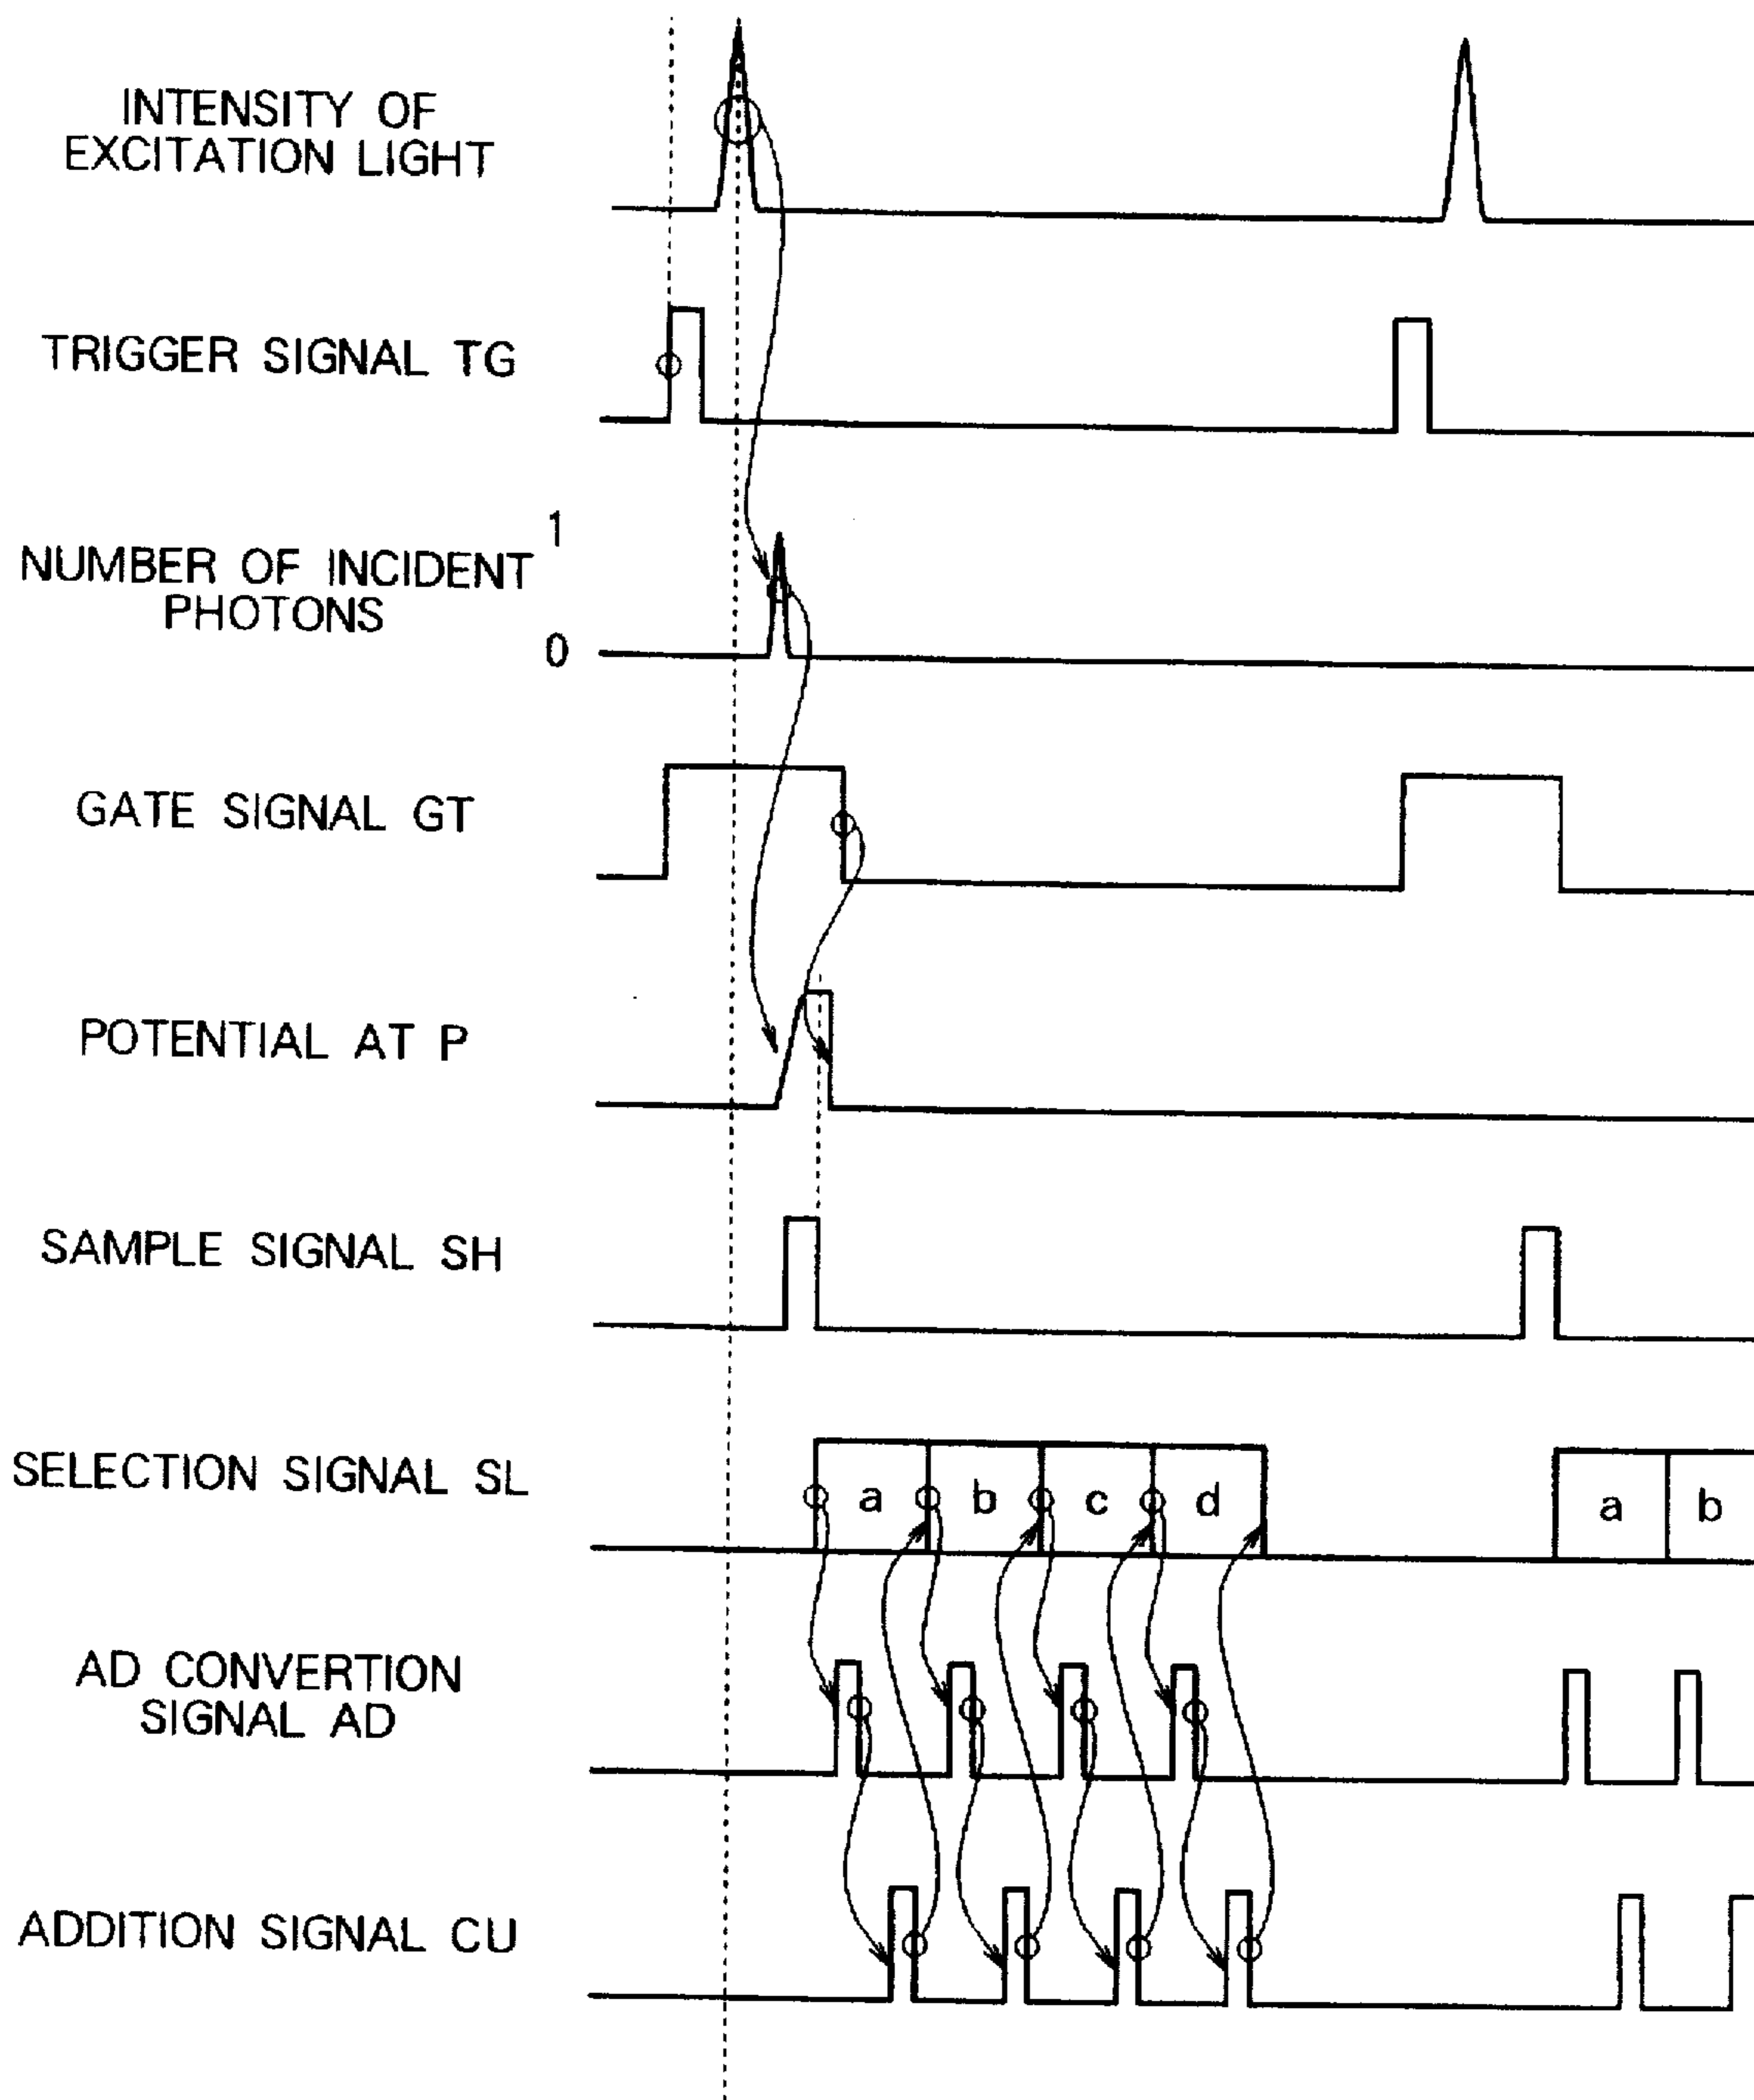 INTENSITY OF
EXCITATION LIGHT
TRIGGER SIGNAL TG
1
NUMBER OF INCIDENT
PHOTONS
0
GATE SIGNAL GT
POTENTIAL AT P
SAMPLE SIGNAL SH
SELECTION SIGNAL SL
a b c d a b
AD CONVERTION
SIGNAL AD
ADDITION SIGNAL CU